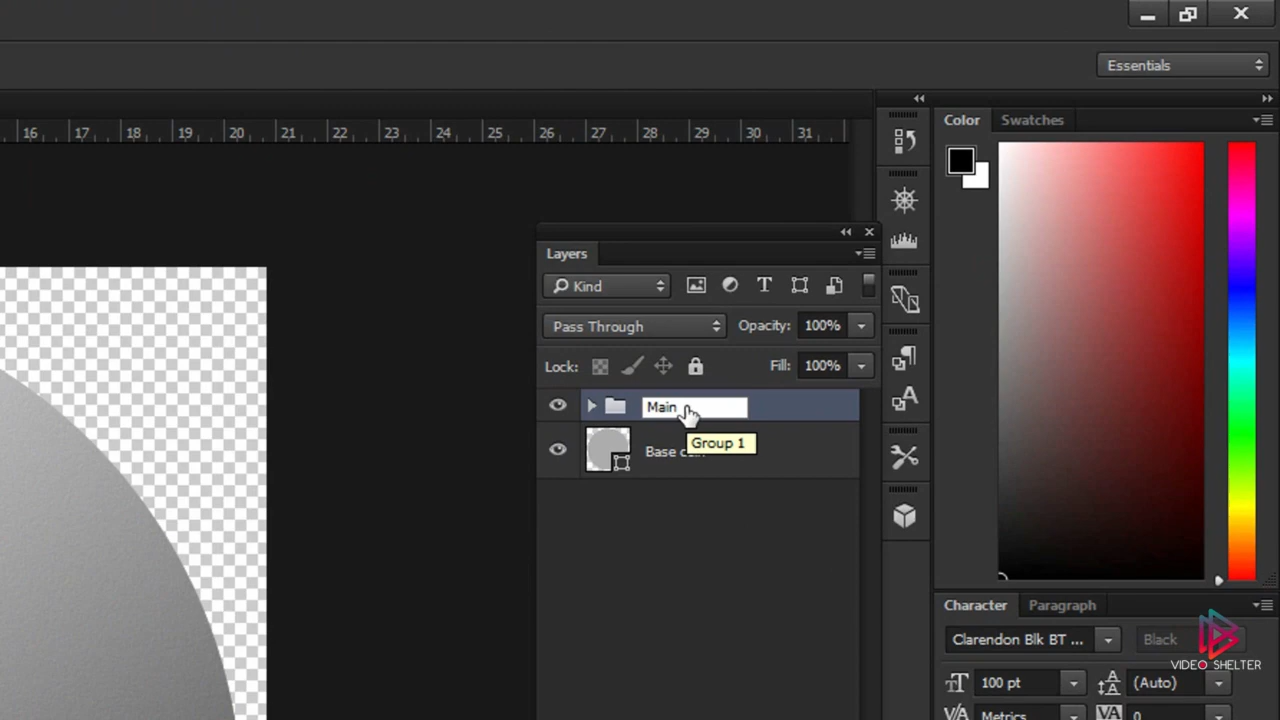 Essentials
16 17 18 19 20 21 22 23 24 25 26 27 28 29 30 31
Color Swatches
Layers
Kind T
Pass Through Opacity: 100%
Lock: Fill: 100%
Main
Group 1
Base
Character Paragraph
Clarendon Blk BT ... Black
100 pt (Auto)
Metrics 0
VIDEO SHELTER